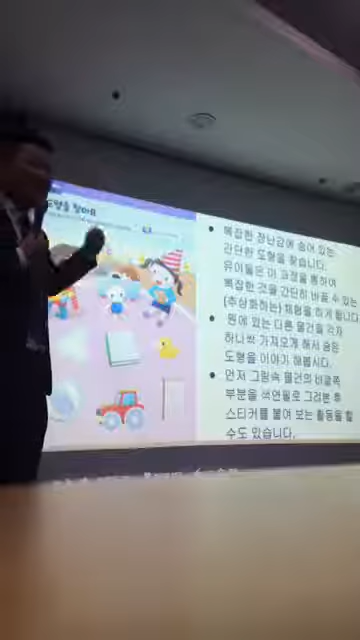 도형을 찾아요
복잡한 장난감에 숨어 있는
간단한 도형을 찾습니다.
유아들은 이 과정을 통하여
복잡한 것을 간단히 바꿀 수 있는
(추상화하는) 체험을 하게 됩니다
원에 있는 다른 물건을 각자
하나씩 가져오게 해서 숨은
도형을 이야기 해봅시다.
먼저 그림속 물건의 바깥쪽
부분을 색연필로 그려본 후
스티커를 붙여 보는 활동을 할
수도 있습니다.